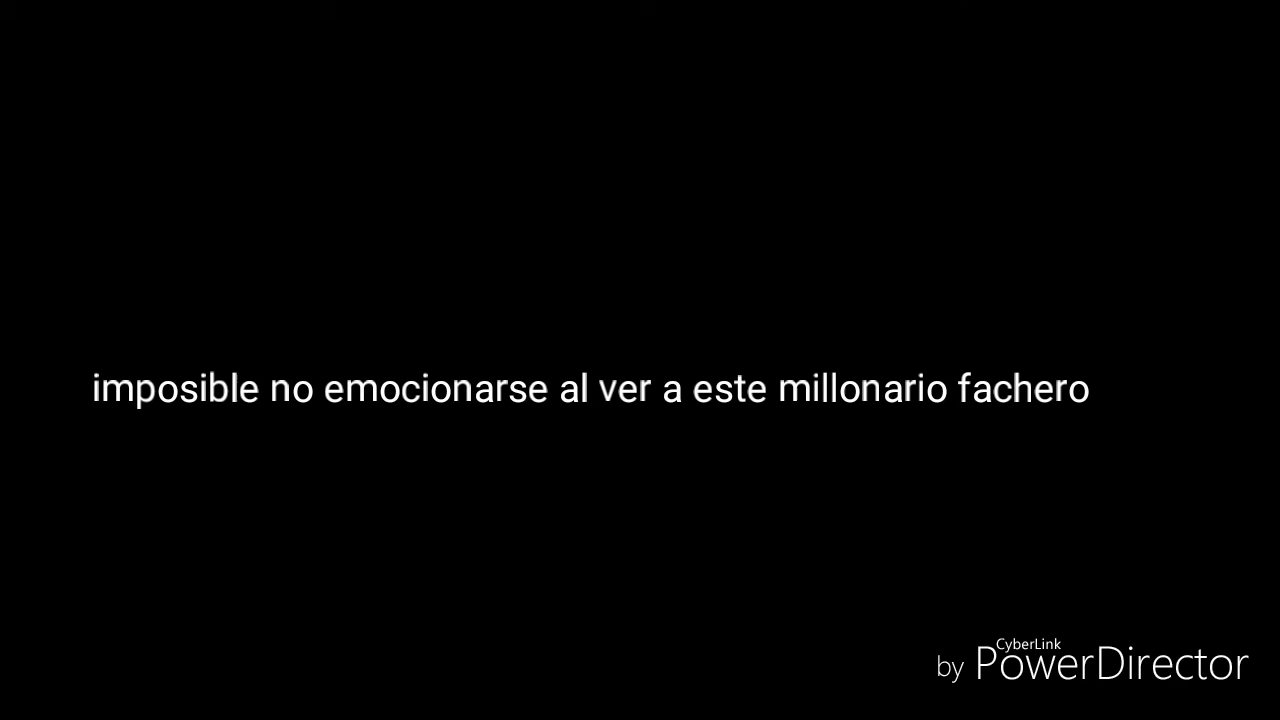 imposible no emocionarse al ver a este millonario fachero
CyberLink
by PowerDirector